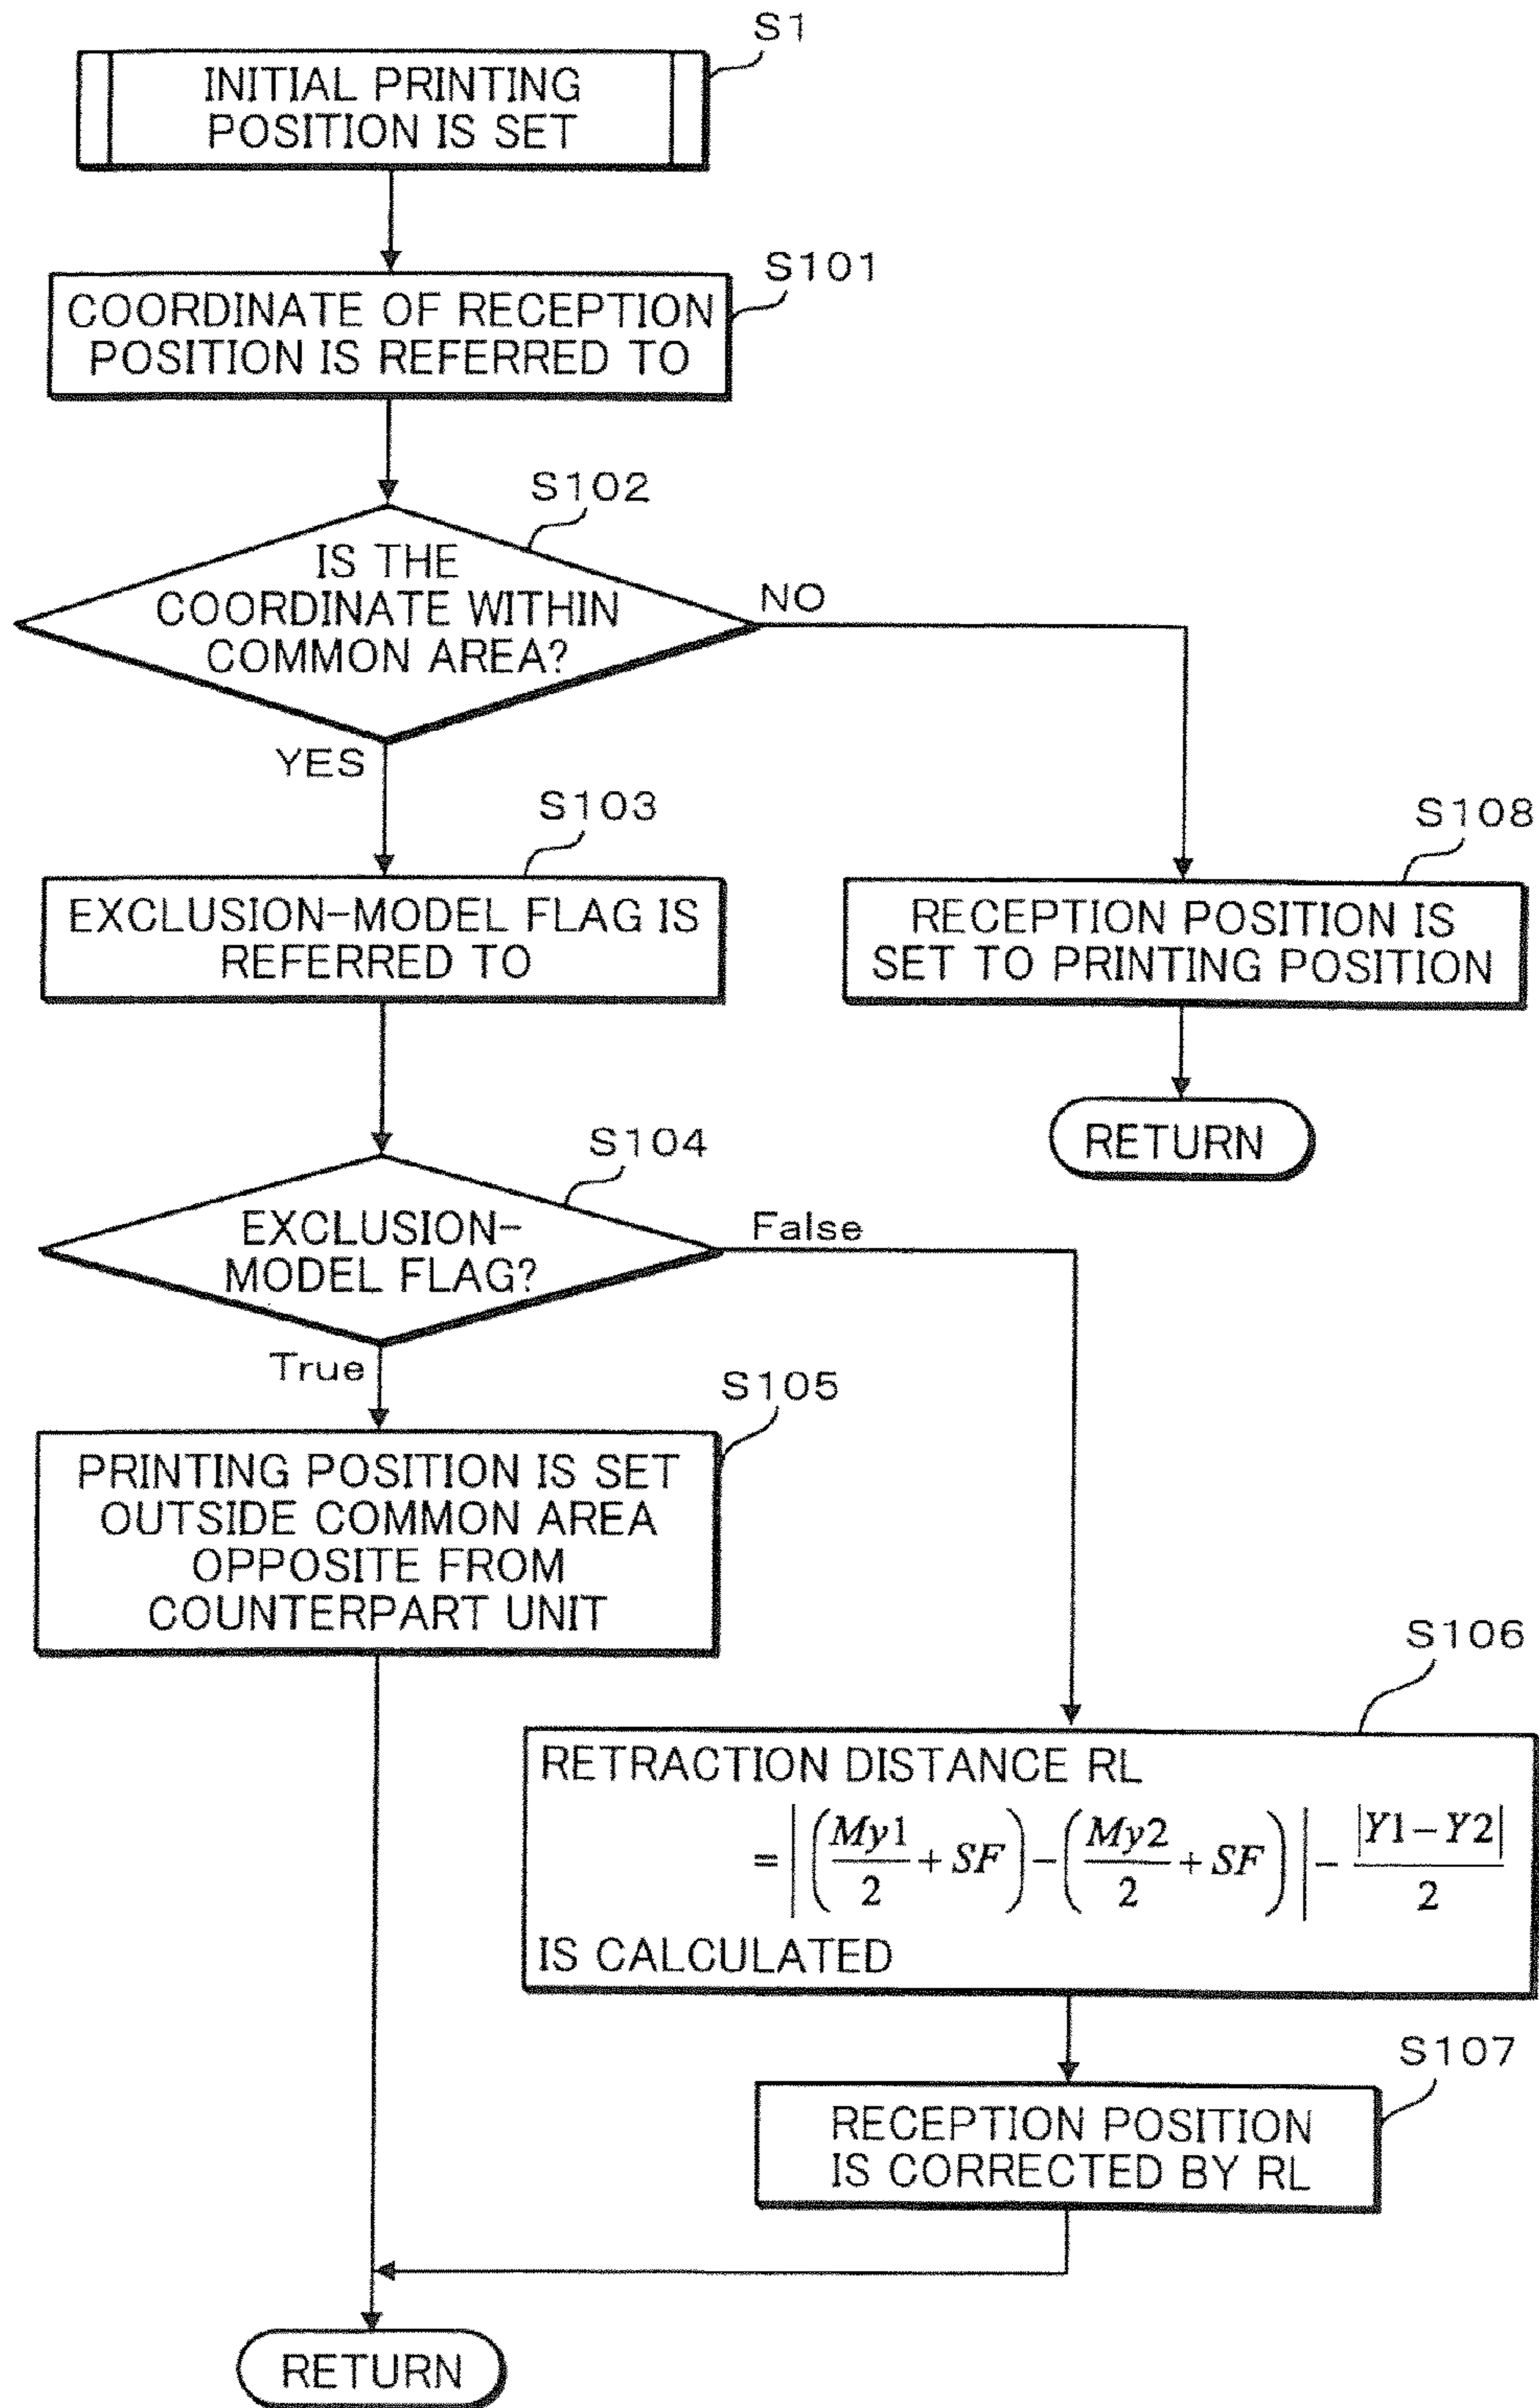 S1
INITIAL PRINTING
POSITION IS SET
S101
COORDINATE OF RECEPTION
POSITION IS REFERRED TO
S102
IS THE
COORDINATE WITHIN
COMMON AREA?
NO
YES
S103
EXCLUSION-MODEL FLAG IS
REFERRED TO
S108
RECEPTION POSITION IS
SET TO PRINTING POSITION
RETURN
S104
EXCLUSION-
MODEL FLAG?
False
True
S105
PRINTING POSITION IS SET
OUTSIDE COMMON AREA
OPPOSITE FROM
COUNTERPART UNIT
S106
RETRACTION DISTANCE RL
= | (My1/2 + SF) − (My2/2 + SF) | − |Y1−Y2|/2
IS CALCULATED
S107
RECEPTION POSITION
IS CORRECTED BY RL
RETURN